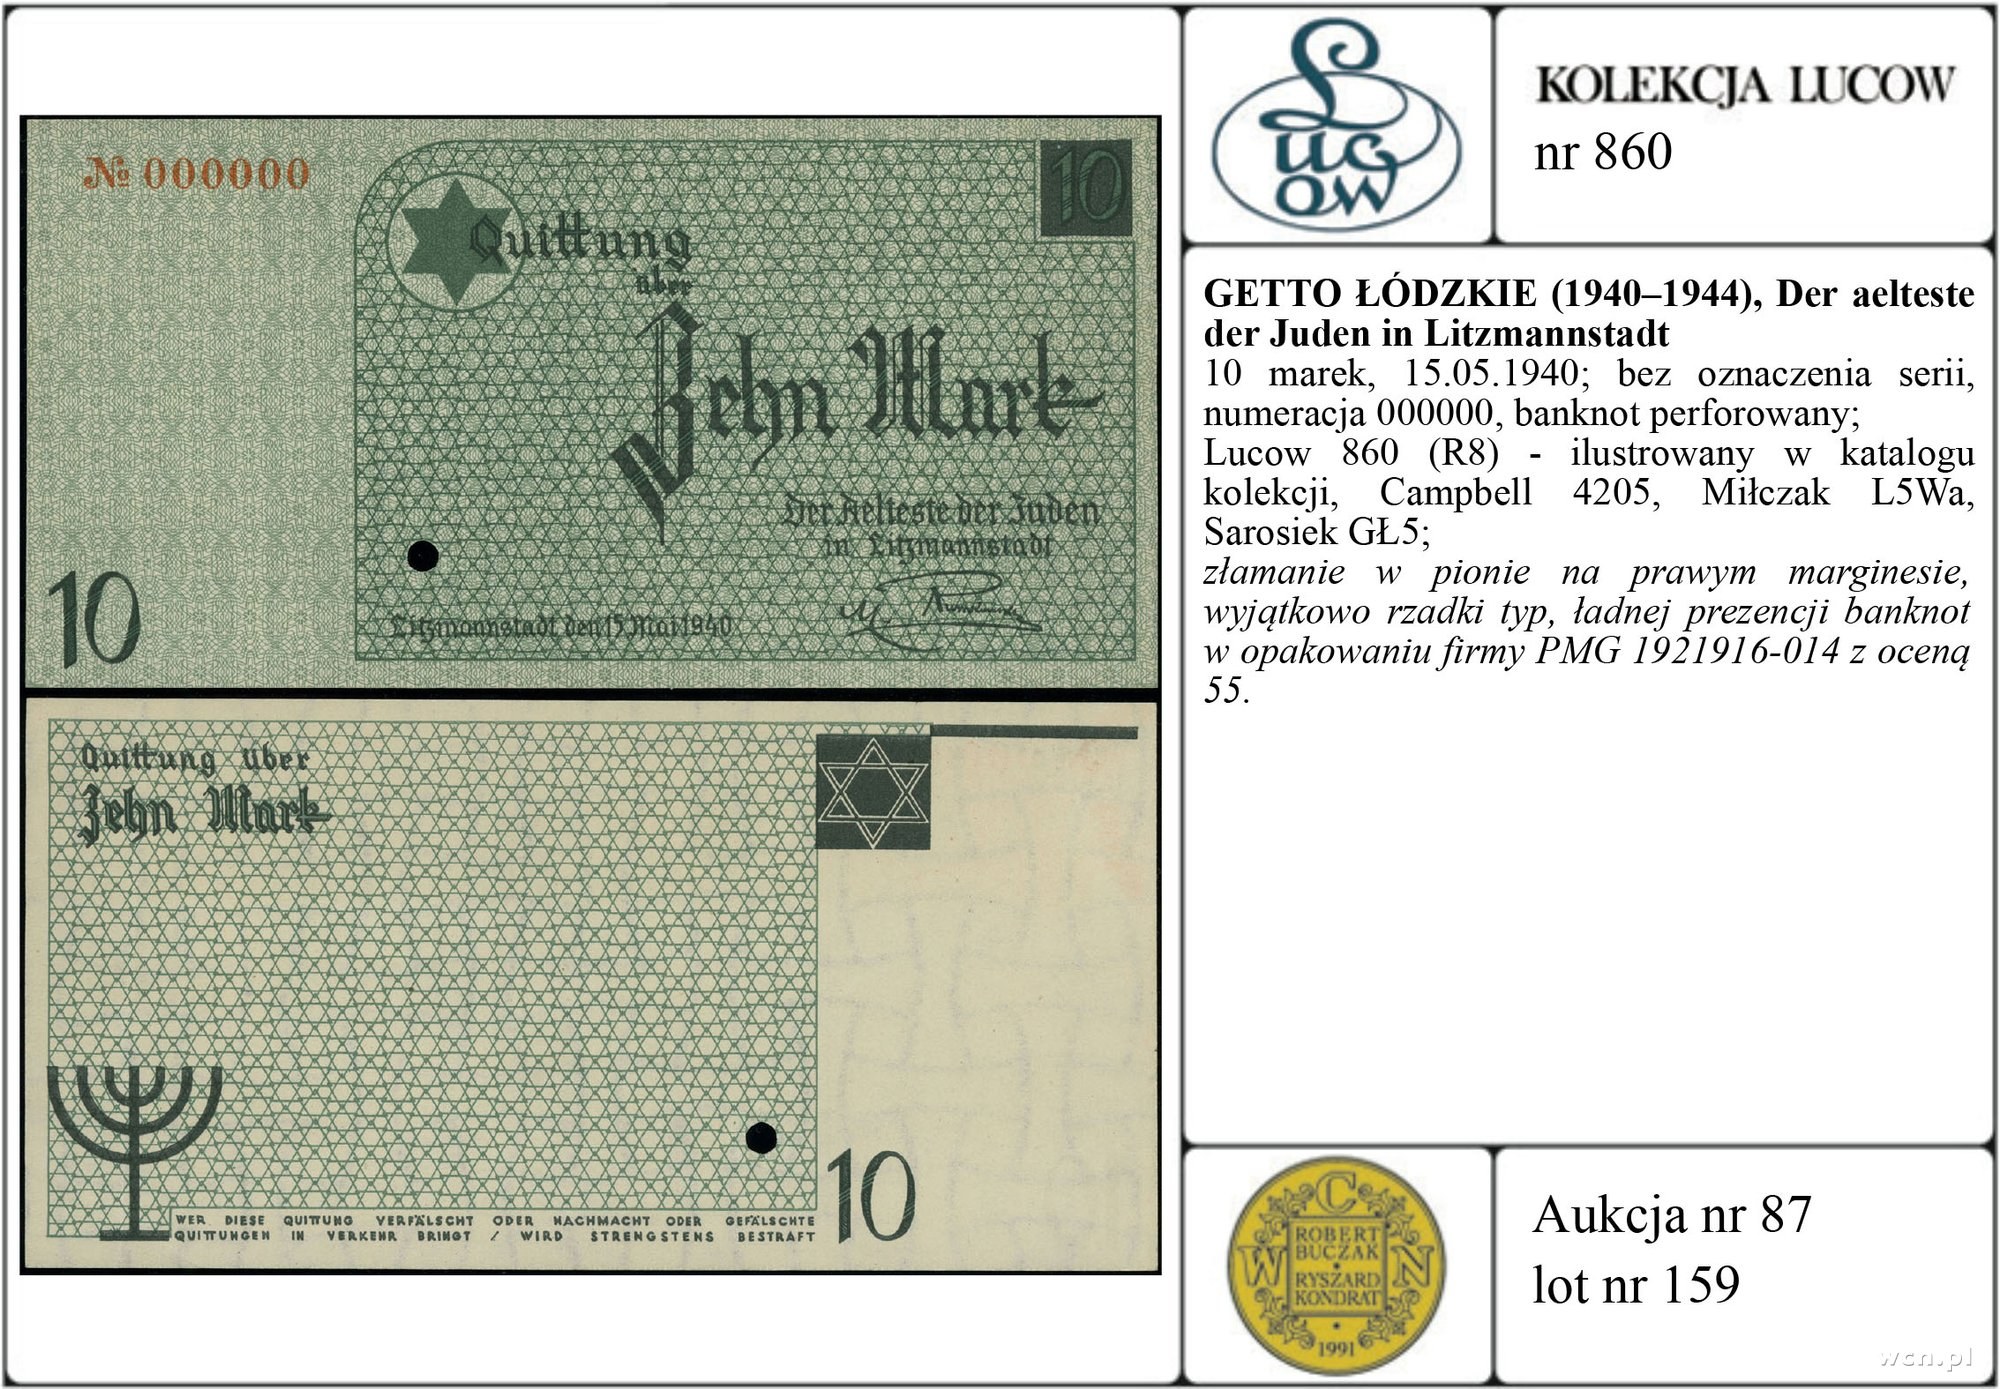 № 000000
10
Quittung
über
Zehn Mark
Der Aelteste der Juden
in Litzmannstadt
Litzmannstadt den 15. Mai 1940
10
Quittung über
Zehn Mark
10
WER DIESE QUITTUNG VERFÄLSCHT ODER NACHMACHT ODER GEFÄLSCHTE
QUITTUNGEN IN VERKEHR BRINGT / WIRD STRENGSTENS BESTRAFT
LUCOW
KOLEKCJA LUCOW
nr 860
GETTO ŁÓDZKIE (1940–1944), Der aelteste
der Juden in Litzmannstadt
10 marek, 15.05.1940; bez oznaczenia serii,
numeracja 000000, banknot perforowany;
Lucow 860 (R8) - ilustrowany w katalogu
kolekcji, Campbell 4205, Miłczak L5Wa,
Sarosiek GŁ5;
złamanie w pionie na prawym marginesie,
wyjątkowo rzadki typ, ładnej prezencji banknot
w opakowaniu firmy PMG 1921916-014 z oceną
55.
C
W
N
ROBERT
BUCZAK
RYSZARD
KONDRAT
1991
Aukcja nr 87
lot nr 159
wcn.pl